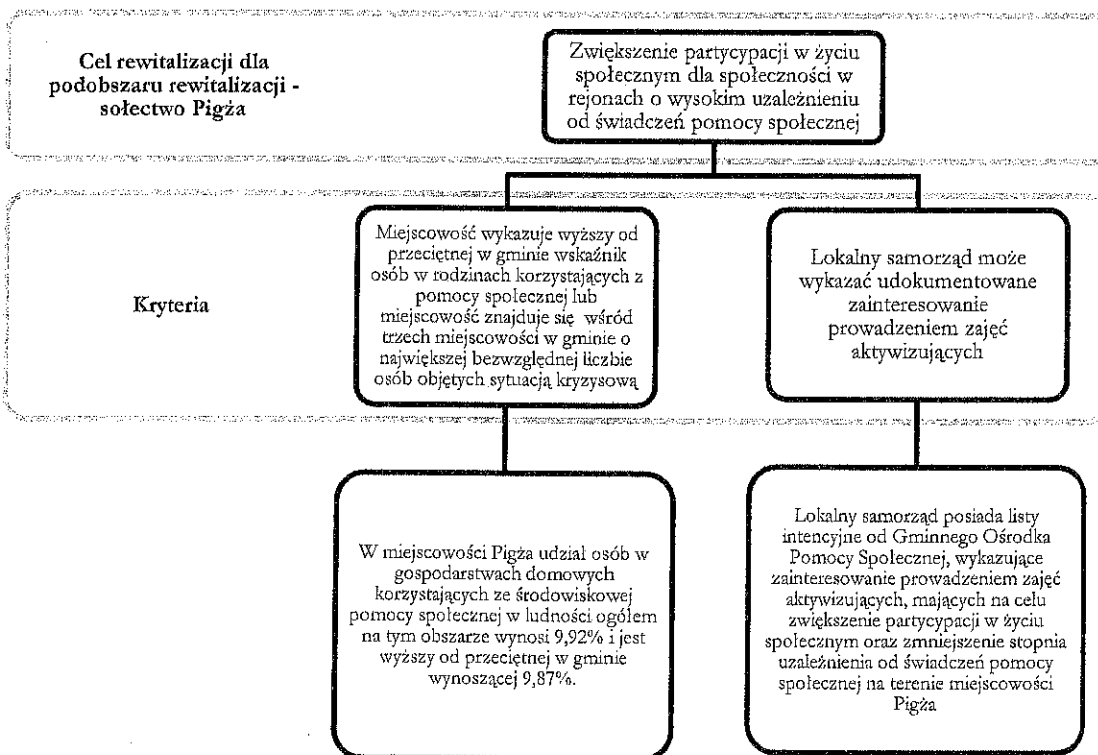 Cel rewitalizacji dla
podobszaru rewitalizacji -
sołectwo Pigża
Zwiększenie partycypacji w życiu
społecznym dla społeczności w
rejonach o wysokim uzależnieniu
od świadczeń pomocy społecznej
Kryteria
Miejscowość wykazuje wyższy od
przeciętnej w gminie wskaźnik
osób w rodzinach korzystających z
pomocy społecznej lub
miejscowość znajduje się wśród
trzech miejscowości w gminie o
największej bezwzględnej liczbie
osób objętych sytuacją kryzysową
Lokalny samorząd może
wykazać udokumentowane
zainteresowanie
prowadzeniem zajęć
aktywizujących
W miejscowości Pigża udział osób w
gospodarstwach domowych
korzystających ze środowiskowej
pomocy społecznej w ludności ogółem
na tym obszarze wynosi 9,92% i jest
wyższy od przeciętnej w gminie
wynoszącej 9,87%.
Lokalny samorząd posiada listy
intencyjne od Gminnego Ośrodka
Pomocy Społecznej, wykazujące
zainteresowanie prowadzeniem zajęć
aktywizujących, mających na celu
zwiększenie partycypacji w życiu
społecznym oraz zmniejszenie stopnia
uzależnienia od świadczeń pomocy
społecznej na terenie miejscowości
Pigża